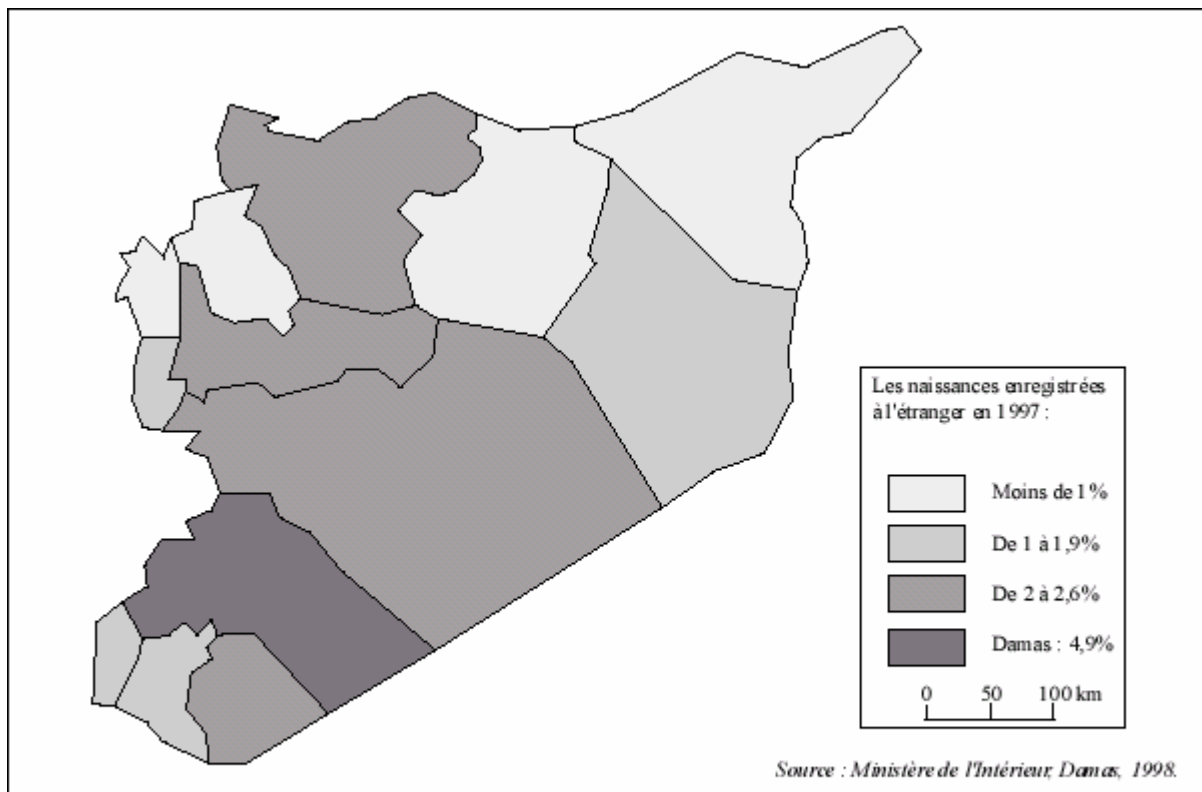 Les naissances enregistrées
à l'étranger en 1997 :
Moins de 1%
De 1 à 1,9%
De 2 à 2,6%
Damas : 4,9%
0 50 100 km
Source : Ministère de l'Intérieur, Damas, 1998.